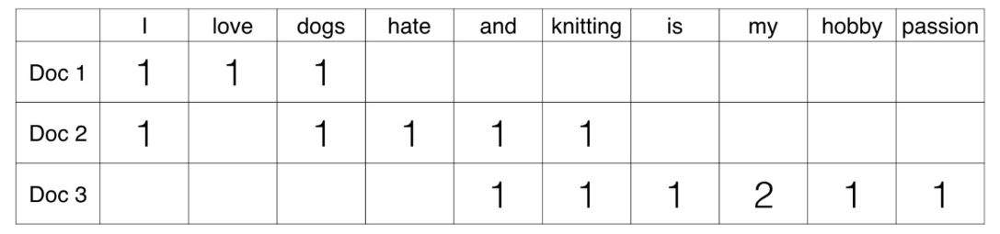 I love dogs hate and knitting is my hobby passion
Doc 1 1 1 1
Doc 2 1 1 1 1 1
Doc 3 1 1 1 2 1 1